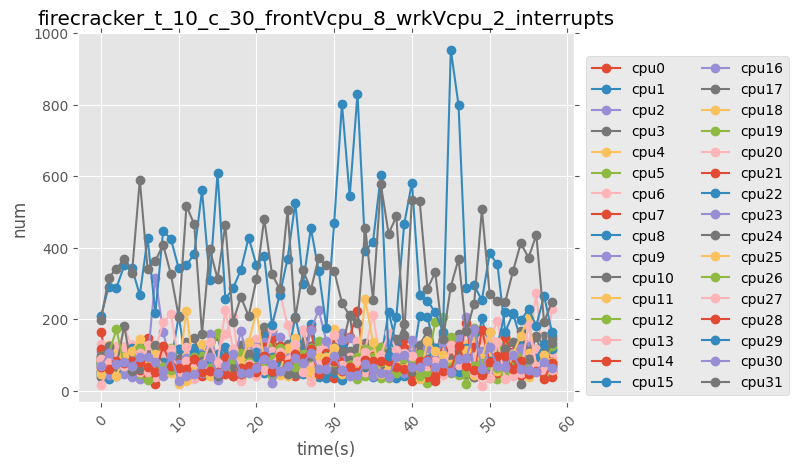 firecracker_t_10_c_30_frontVcpu_8_wrkVcpu_2_interrupts
1000
800
600
400
200
0
num
0
10
20
30
40
50
60
time(s)
cpu0
cpu1
cpu2
cpu3
cpu4
cpu5
cpu6
cpu7
cpu8
cpu9
cpu10
cpu11
cpu12
cpu13
cpu14
cpu15
cpu16
cpu17
cpu18
cpu19
cpu20
cpu21
cpu22
cpu23
cpu24
cpu25
cpu26
cpu27
cpu28
cpu29
cpu30
cpu31